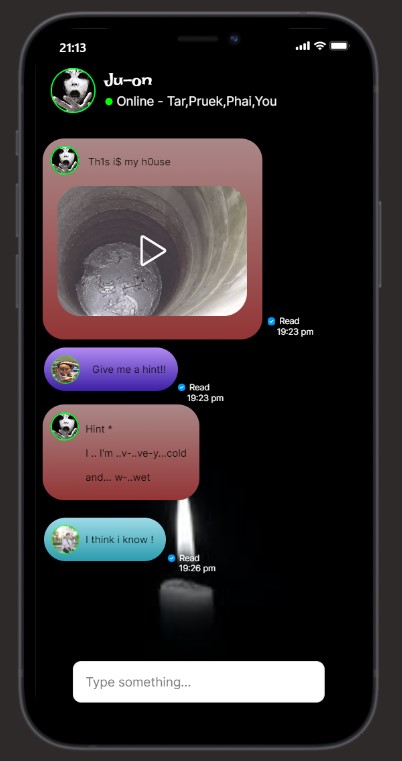 21:13
Ju-on
Online - Tar,Pruek,Phai,You
Th1s i$ my h0use
Read
19:23 pm
Give me a hint!!
Read
19:23 pm
Hint *
I .. I'm ..v-..ve-y...cold
and... w-..wet
I think i know !
Read
19:26 pm
Type something...